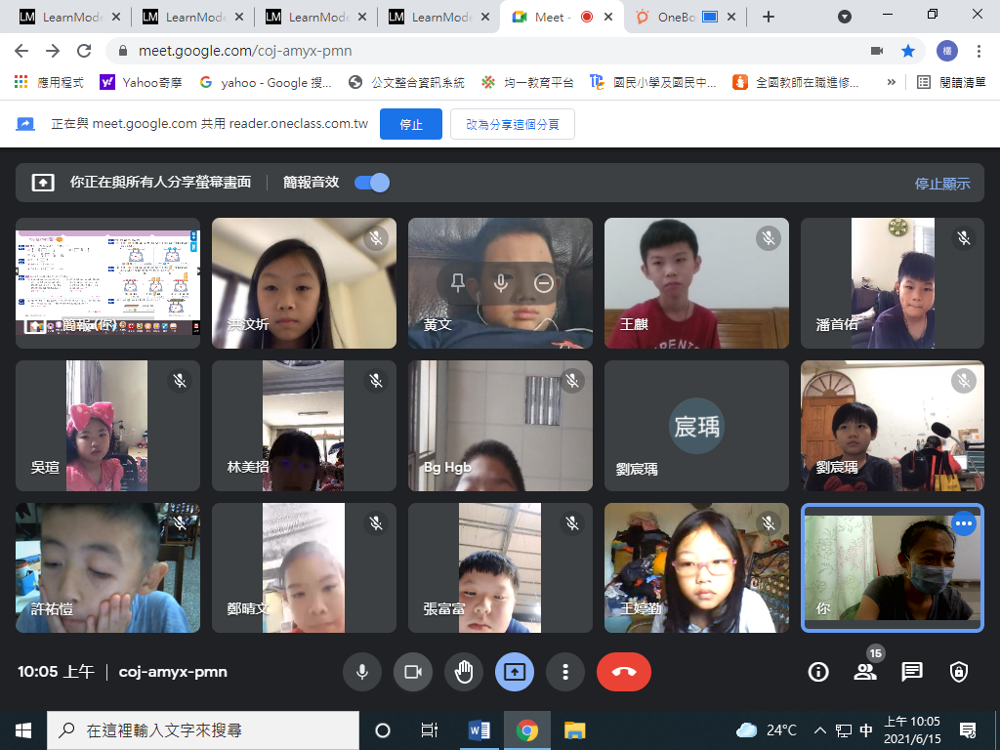 LearnMode
LearnMode
LearnMode
LearnMode
Meet -
OneBo
meet.google.com/coj-amyx-pmn
應用程式
Yahoo奇摩
yahoo - Google 搜...
公文整合資訊系統
均一教育平台
國民小學及國民中...
全國教師在職進修...
»
閱讀清單
正在與 meet.google.com 共用 reader.oneclass.com.tw
停止
改為分享這個分頁
你正在與所有人分享螢幕畫面
簡報音效
停止顯示
簡報 (你)
洪汶圻
黃文
王麒
潘首佑
吳瑄
林美招
Bg Hgb
宸瑀
劉宸瑀
劉宸瑀
許祐愷
鄭晴文
張富富
王婷勤
你
10:05 上午
coj-amyx-pmn
15
在這裡輸入文字來搜尋
24°C
中
上午 10:05
2021/6/15